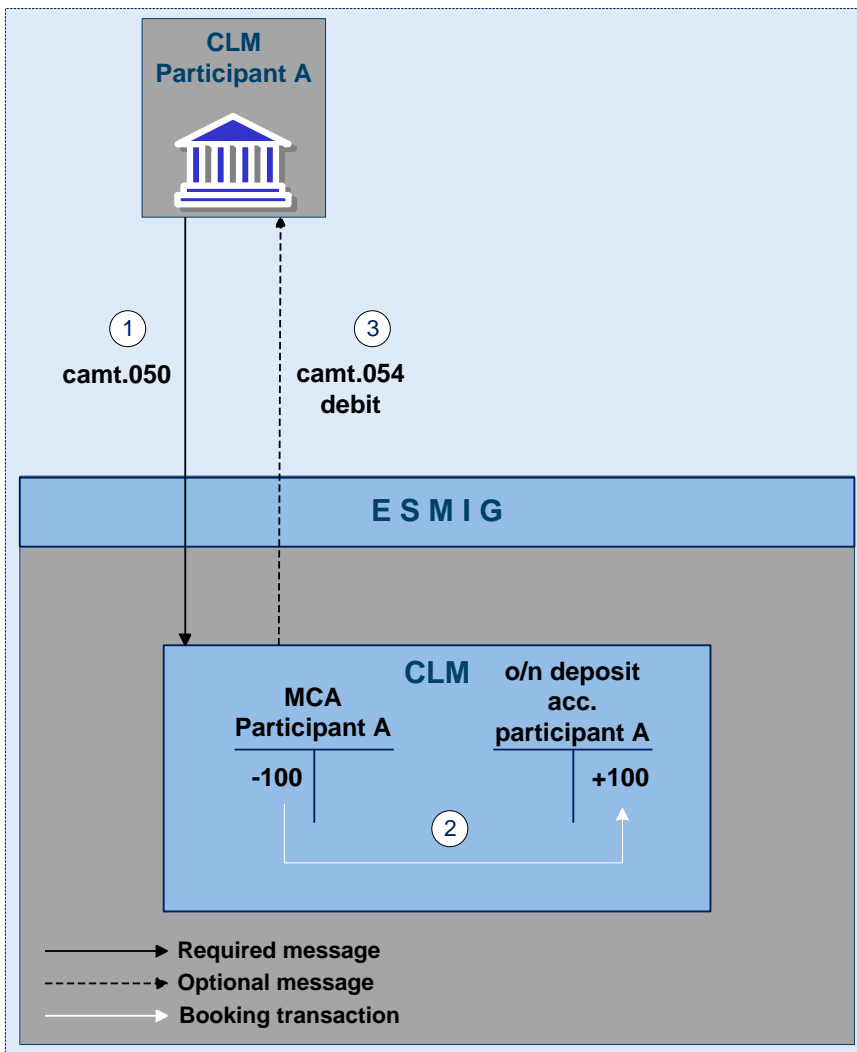 CLM
Participant A
1
camt.050
3
camt.054
debit
E S M I G
CLM
MCA
Participant A
o/n deposit
acc.
participant A
-100
+100
2
Required message
Optional message
Booking transaction